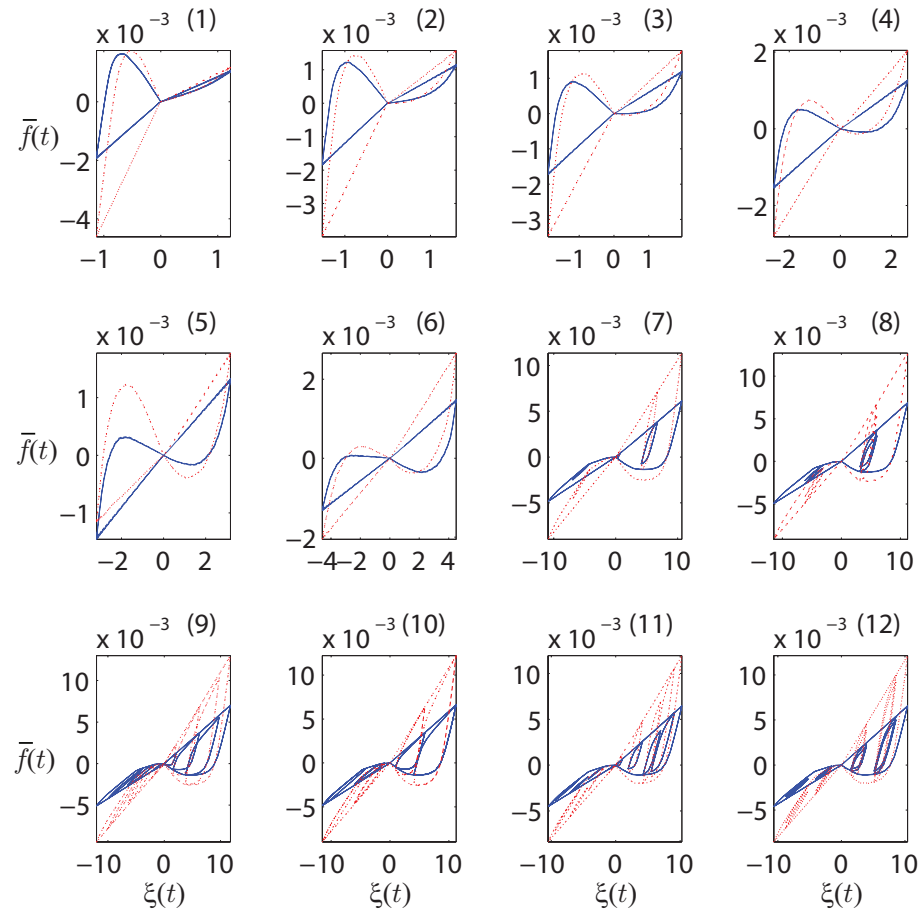 x 10 −3 (1)
x 10 −3 (2)
x 10 −3 (3)
x 10 −3 (4)
0
−2
−4
1
0
−1
−2
−3
1
0
−1
−2
−3
2
0
−2
f̅(t)
−1 0 1
−1 0 1
−1 0 1
−2 0 2
x 10 −3 (5)
x 10 −3 (6)
x 10 −3 (7)
x 10 −3 (8)
1
0
−1
2
0
−2
10
5
0
−5
10
5
0
−5
f̅(t)
−2 0 2
−4 −2 0 2 4
−10 0 10
−10 0 10
x 10 −3 (9)
x 10 −3 (10)
x 10 −3 (11)
x 10 −3 (12)
10
5
0
−5
10
5
0
−5
10
5
0
−5
10
5
0
−5
f̅(t)
−10 0 10
−10 0 10
−10 0 10
−10 0 10
ξ(t)
ξ(t)
ξ(t)
ξ(t)